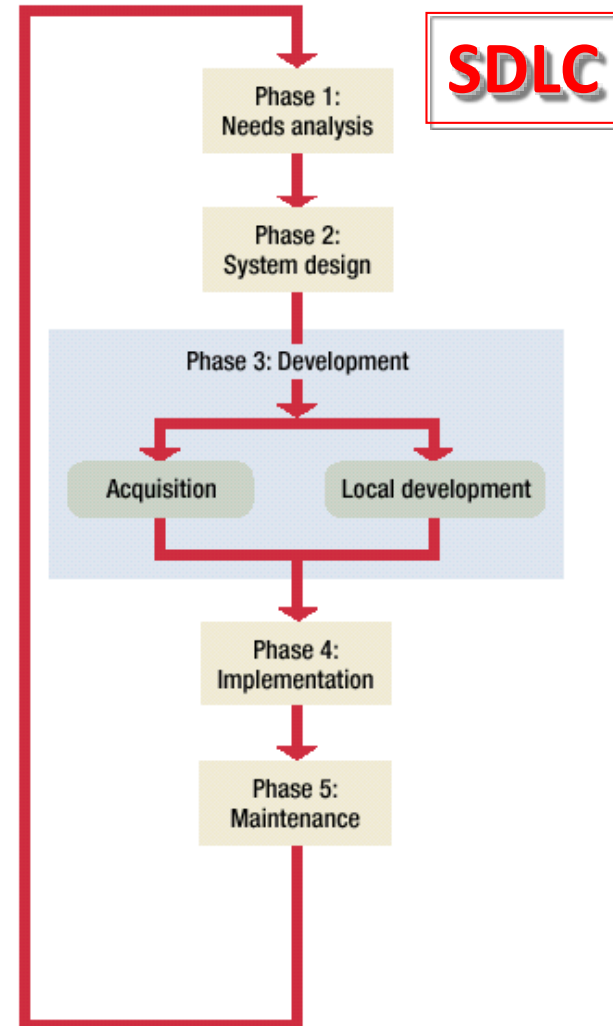 SDLC
Phase 1:
Needs analysis
Phase 2:
System design
Phase 3: Development
Acquisition
Local development
Phase 4:
Implementation
Phase 5:
Maintenance